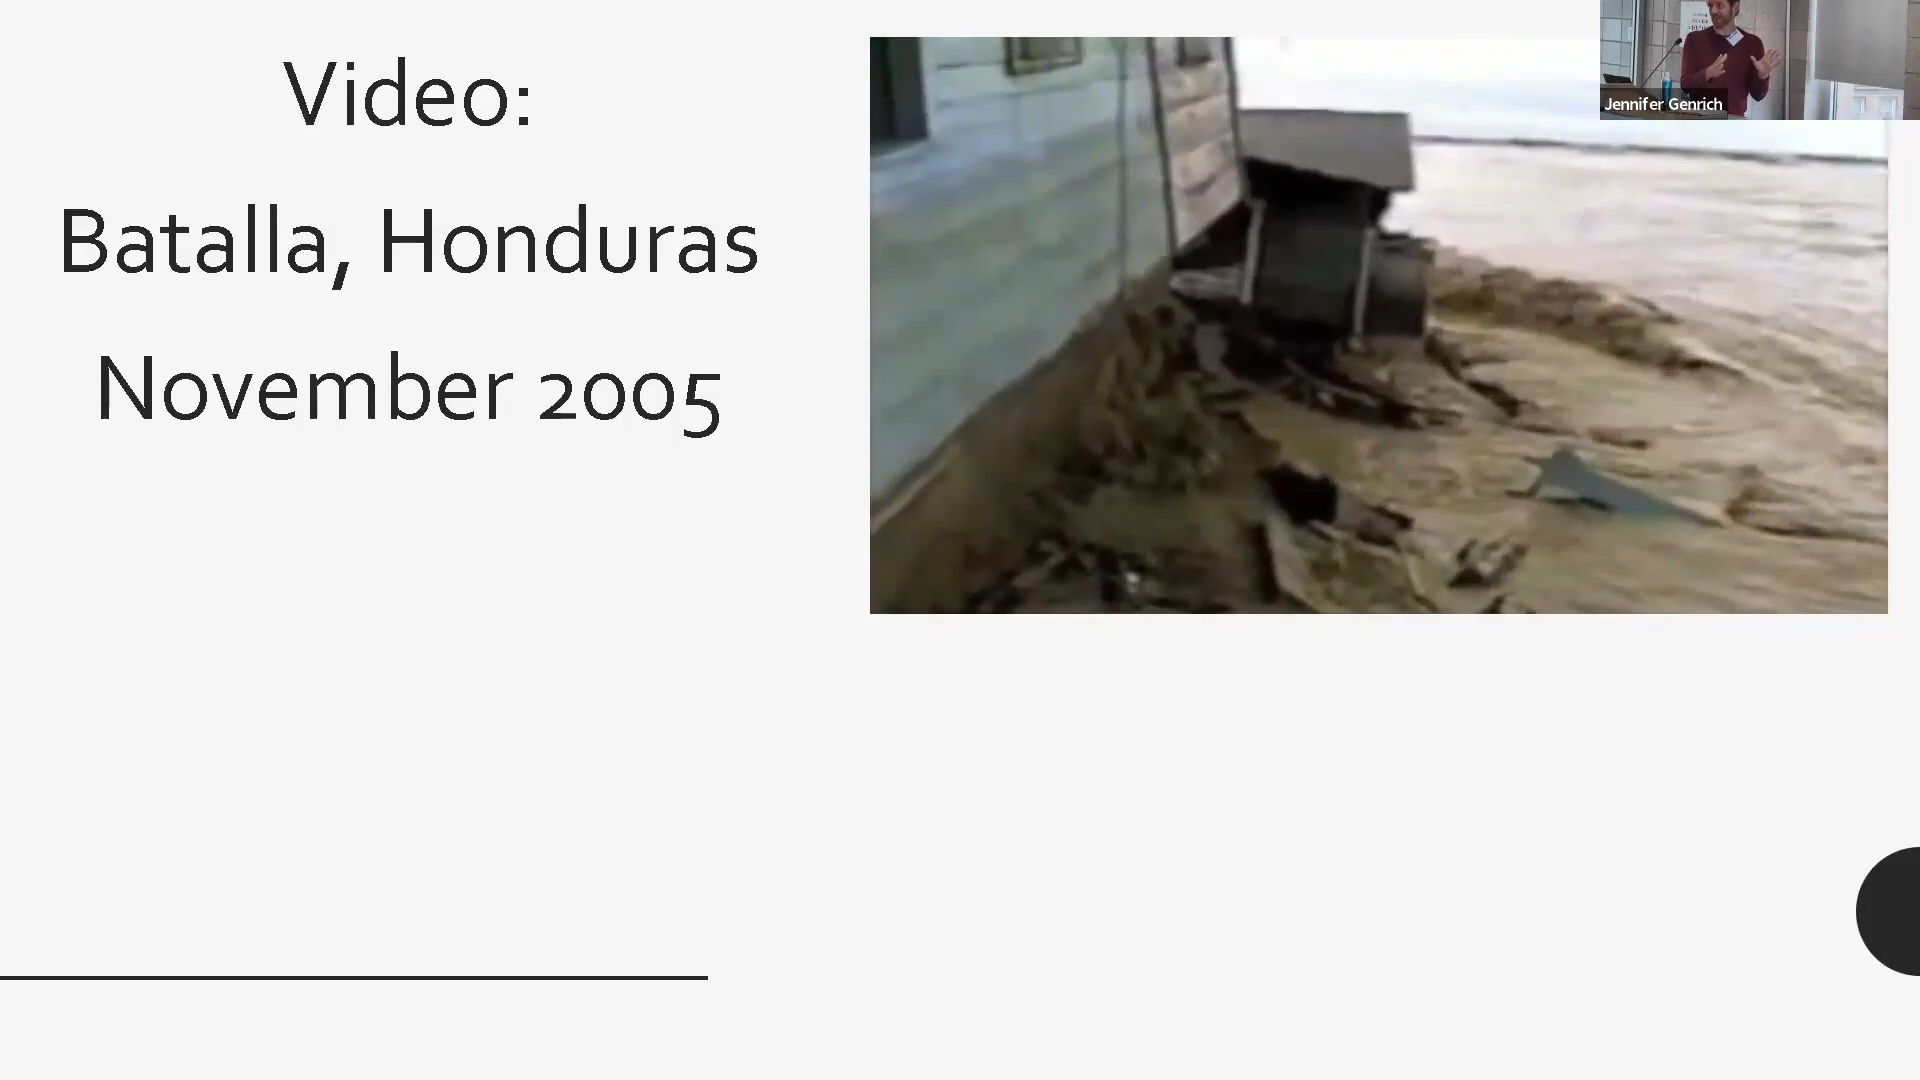 Video:
Batalla, Honduras
November 2005
Jennifer Genrich